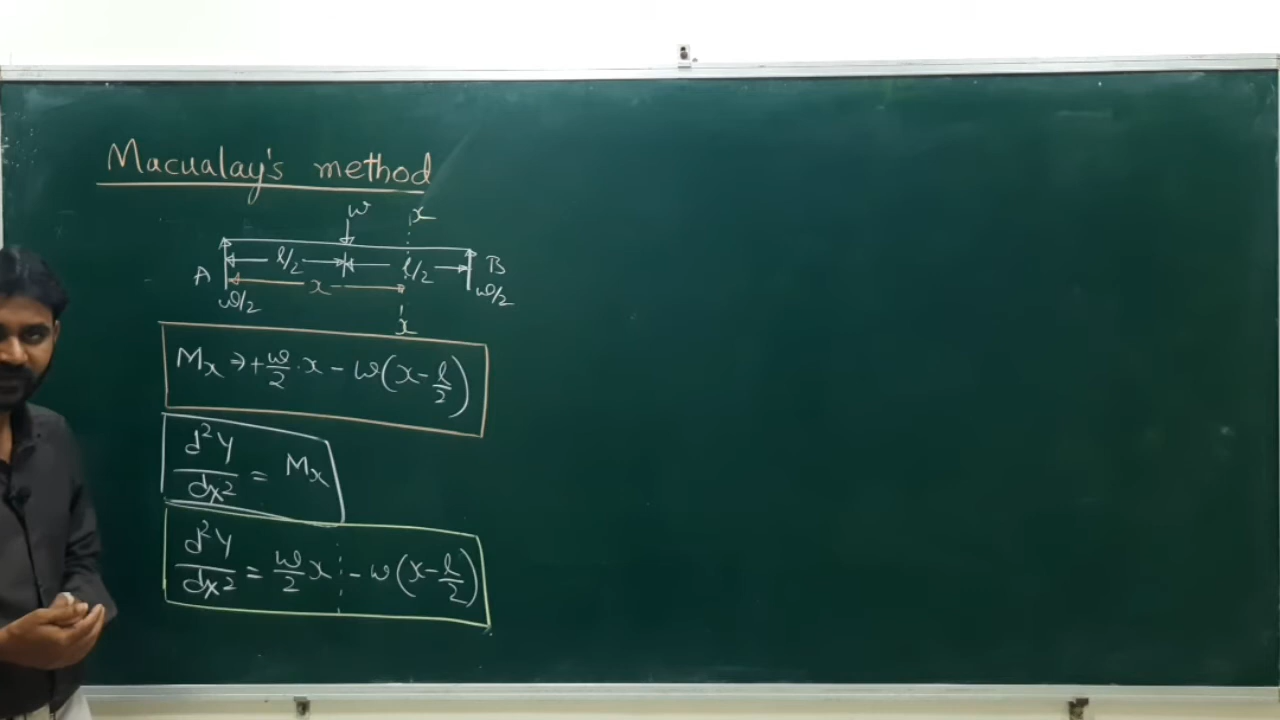 Macualay's method
W x
l/2 l/2
A x B
W/2 W/2
x
Mx → + W/2 · x - W(x - l/2)
d²y/dx² = Mx
d²y/dx² = W/2 x ¦ - W(x - l/2)